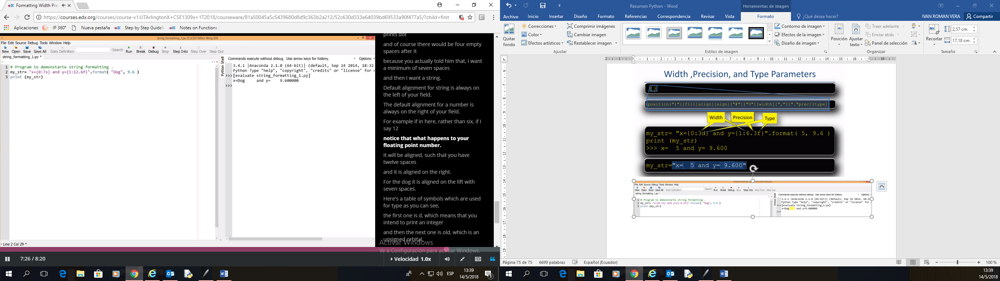 Formatting Width Pre
https://courses.edx.org/courses/course-v1:UTArlingtonX+CSE1309x+1T2018/courseware/81a50045a5c5439680d8d9c363b2a212/52c630d333e64039bd69533a90f477a5/?child=first
Aplicaciones IP 360° Nueva pestaña Step by Step Guideli Notes on Functions
string_formatting_1.py (C:\CSE1309x): Wing IDE
File Edit Source Debug Tools Window Help
New Open Save Save All Goto Definition Search Run Break Debug Stop Step Into Step Over Step Out
string_formatting_1.py *
1 # Program to demonstarte string formatting .
2 my_str= "x={0:7s} and y={1:12.6f}".format( "Dog", 9.6 )
3 print (my_str)
Line 2 Col 29 *
Python Shell
Commands execute without debug. Use arrow keys for history. Options
3.4.1 |Anaconda 2.1.0 (64-bit)| (default, Sep 24 2014, 18:32
Python Type "help", "copyright", "credits" or "license" for
>>> [evaluate string_formatting_1.py]
x=Dog     and y=    9.600000
>>>
prints dot
and of course there would be four empty
spaces after it
because you actually told him that, I want
a minimum of seven spaces
and then I want a string.
Default alignment for string is always on
the left of your field.
The default alignment for a number is
always on the right of your field.
For example if in here, rather than six, if I
say 12
notice that what happens to your
floating point number.
It will be aligned, such that you have
twelve spaces
and it is aligned on the right.
For the dog it is aligned on the lift with
seven spaces.
Here's a table of symbols which are used
for type as you can see,
the first one is d, which means that you
intend to print an integer
and then the next one is old, which is an
unsigned orbital,
Activar Windows
Ve a Configuración para activar Windows.
7:26 / 8:20
Velocidad 1.0x
ESP
13:39
14/5/2018
1
Resumen Python - Word
Herramientas de imagen
Archivo Inicio Insertar Diseño Formato Referencias Correspondencia Revisar Vista Formato ¿Qué desea hacer? IVAN ROMAN VERA Compartir
Quitar fondo
Correcciones
Color
Efectos artísticos
Comprimir imágenes
Cambiar imagen
Restablecer imagen
Ajustar
Estilos de imagen
Contorno de imagen
Efectos de la imagen
Diseño de imagen
Posición
Ajustar texto
Traer adelante
Enviar atrás
Panel de selección
Organizar
Recortar
2,57 cm
17,18 cm
Tamaño
Width ,Precision, and Type Parameters
{}
position:":"[[fill]align][sign]["#"]["0"][width][","]["."prec][type]
Width Precision Type
my_str= "x={0:3d} and y={1:6.3f}".format( 5, 9.6 )
print (my_str)
>>> x=  5 and y= 9.600
my_str="x=  5 and y= 9.600"
File Edit Source Debug Tools Window Help
New Open Save Save All Goto Definition Search Run Break Debug Stop Step Into Step Over Step Out
string_formatting_1.py *
1 # Program to demonstarte string formatting .
2 my_str= "x={0:7s} and y={1:6.6f}".format( "Dog", 9.6 )
3 print (my_str)
Python Shell
Commands execute without debug. Use arrow keys for history. Options
3.4.1 |Anaconda 2.1.0 (64-bit)| (default, Sep 24 2014, 18:32
Python Type "help", "copyright", "credits" or "license" for
>>> [evaluate string_formatting_1.py]
x=Dog     and y=9.600000
>>>
Página 75 de 75 6699 palabras Español (Ecuador) 100 %
13:39
14/5/2018